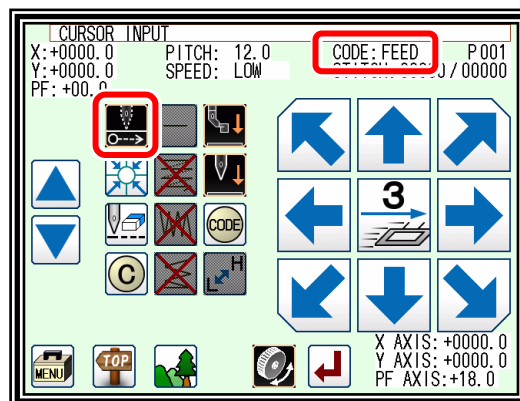 CURSOR INPUT
X:+0000.0 PITCH: 12.0 CODE:FEED P001
Y:+0000.0 SPEED: LOW /00000
PF:+00.0
CODE
3
C
H
L
MENU
TOP
X AXIS:+0000.0
Y AXIS:+0000.0
PF AXIS:+18.0